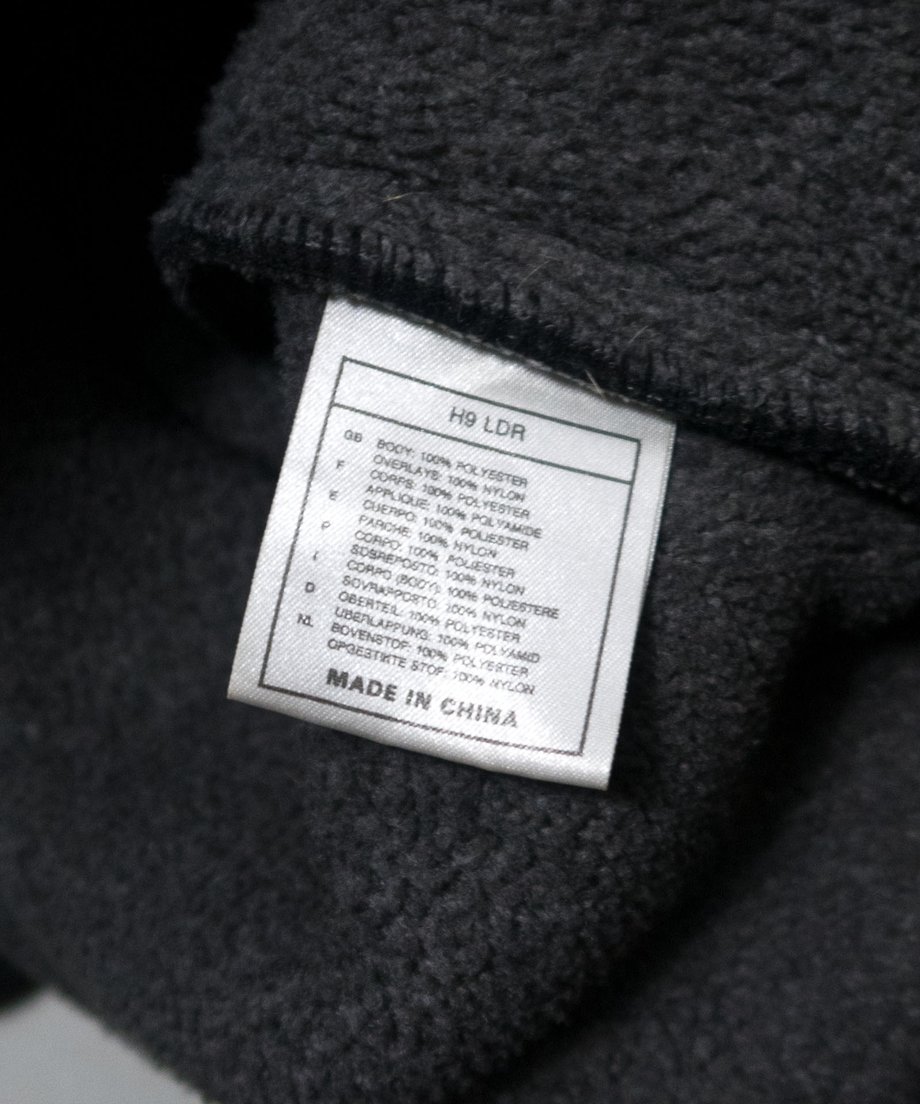 H9 LDR
GB BODY: 100% POLYESTER
OVERLAYS: 100% NYLON
F CORPS: 100% POLYESTER
APPLIQUE: 100% POLYAMIDE
E CUERPO: 100% POLIESTER
PARCHE: 100% NYLON
P CORPO: 100% POLIESTER
SOBREPOSTO: 100% NYLON
I CORPO (BODY): 100% POLIESTERE
SOVRAPPOSTO: 100% NYLON
D OBERTEIL: 100% POLYESTER
UBERLAPPUNG: 100% POLYAMID
NL BOVENSTOF: 100% POLYESTER
OPGESTIKTE STOF: 100% NYLON
MADE IN CHINA